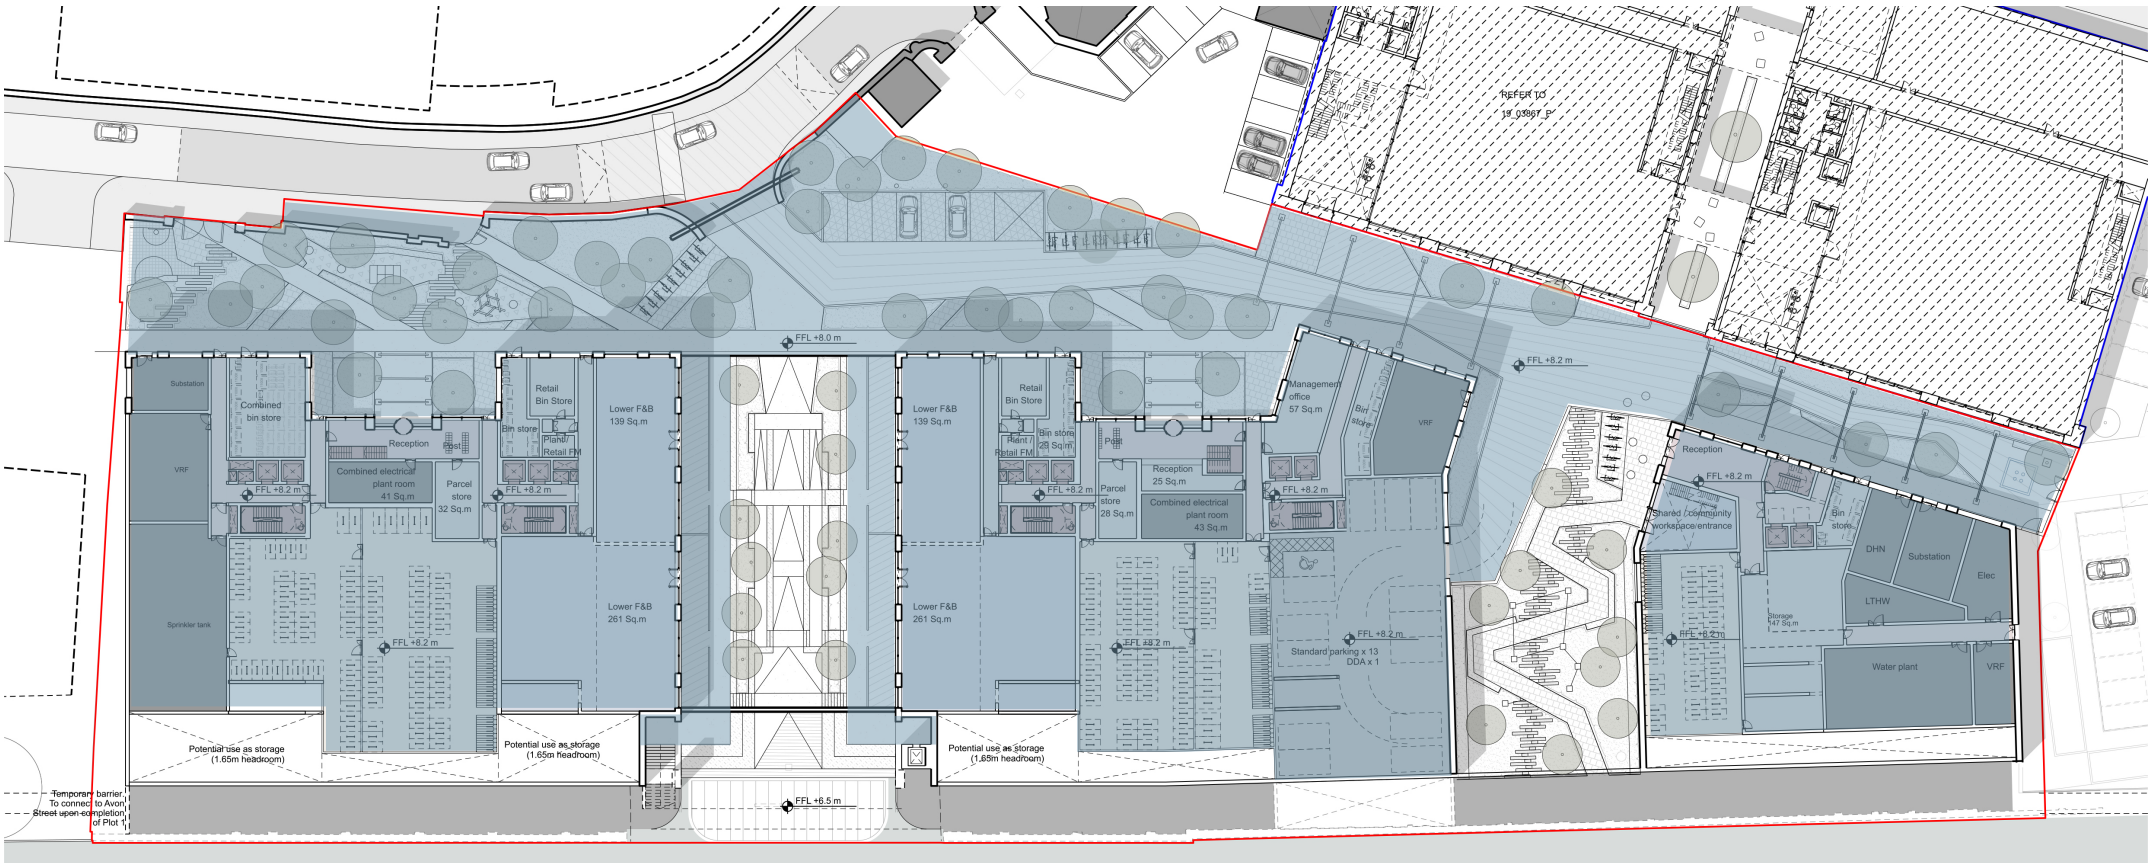 REFER TO
19_03867_P
FFL +8.0 m
FFL +8.2 m
Substation
Combined
bin store
VRF
Sprinkler tank
Reception
Post
Combined electrical
plant room
41 Sq.m
Parcel
store
32 Sq.m
FFL +8.2 m
FFL +8.2 m
FFL +8.2 m
Retail
Bin Store
Bin store
Plant /
Retail FM
Lower F&B
139 Sq.m
Lower F&B
261 Sq.m
Lower F&B
139 Sq.m
Lower F&B
261 Sq.m
Retail
Bin Store
Plant /
Retail FM
Bin store
Post
Parcel
store
28 Sq.m
Reception
25 Sq.m
Combined electrical
plant room
43 Sq.m
FFL +8.2 m
FFL +8.2 m
FFL +8.2 m
Management
office
57 Sq.m
Bin
store
VRF
FFL +8.2 m
Standard parking x 13
DDA x 1
Reception
FFL +8.2 m
Shared / community
workspace/entrance
Bin
store
DHN
Substation
Elec
LTHW
Storage
FFL +8.2 m
Water plant
VRF
Potential use as storage
(1.65m headroom)
Potential use as storage
(1.65m headroom)
Potential use as storage
(1.65m headroom)
FFL +6.5 m
Temporary barrier.
To connect to Avon
Street upon completion
of Plot 1